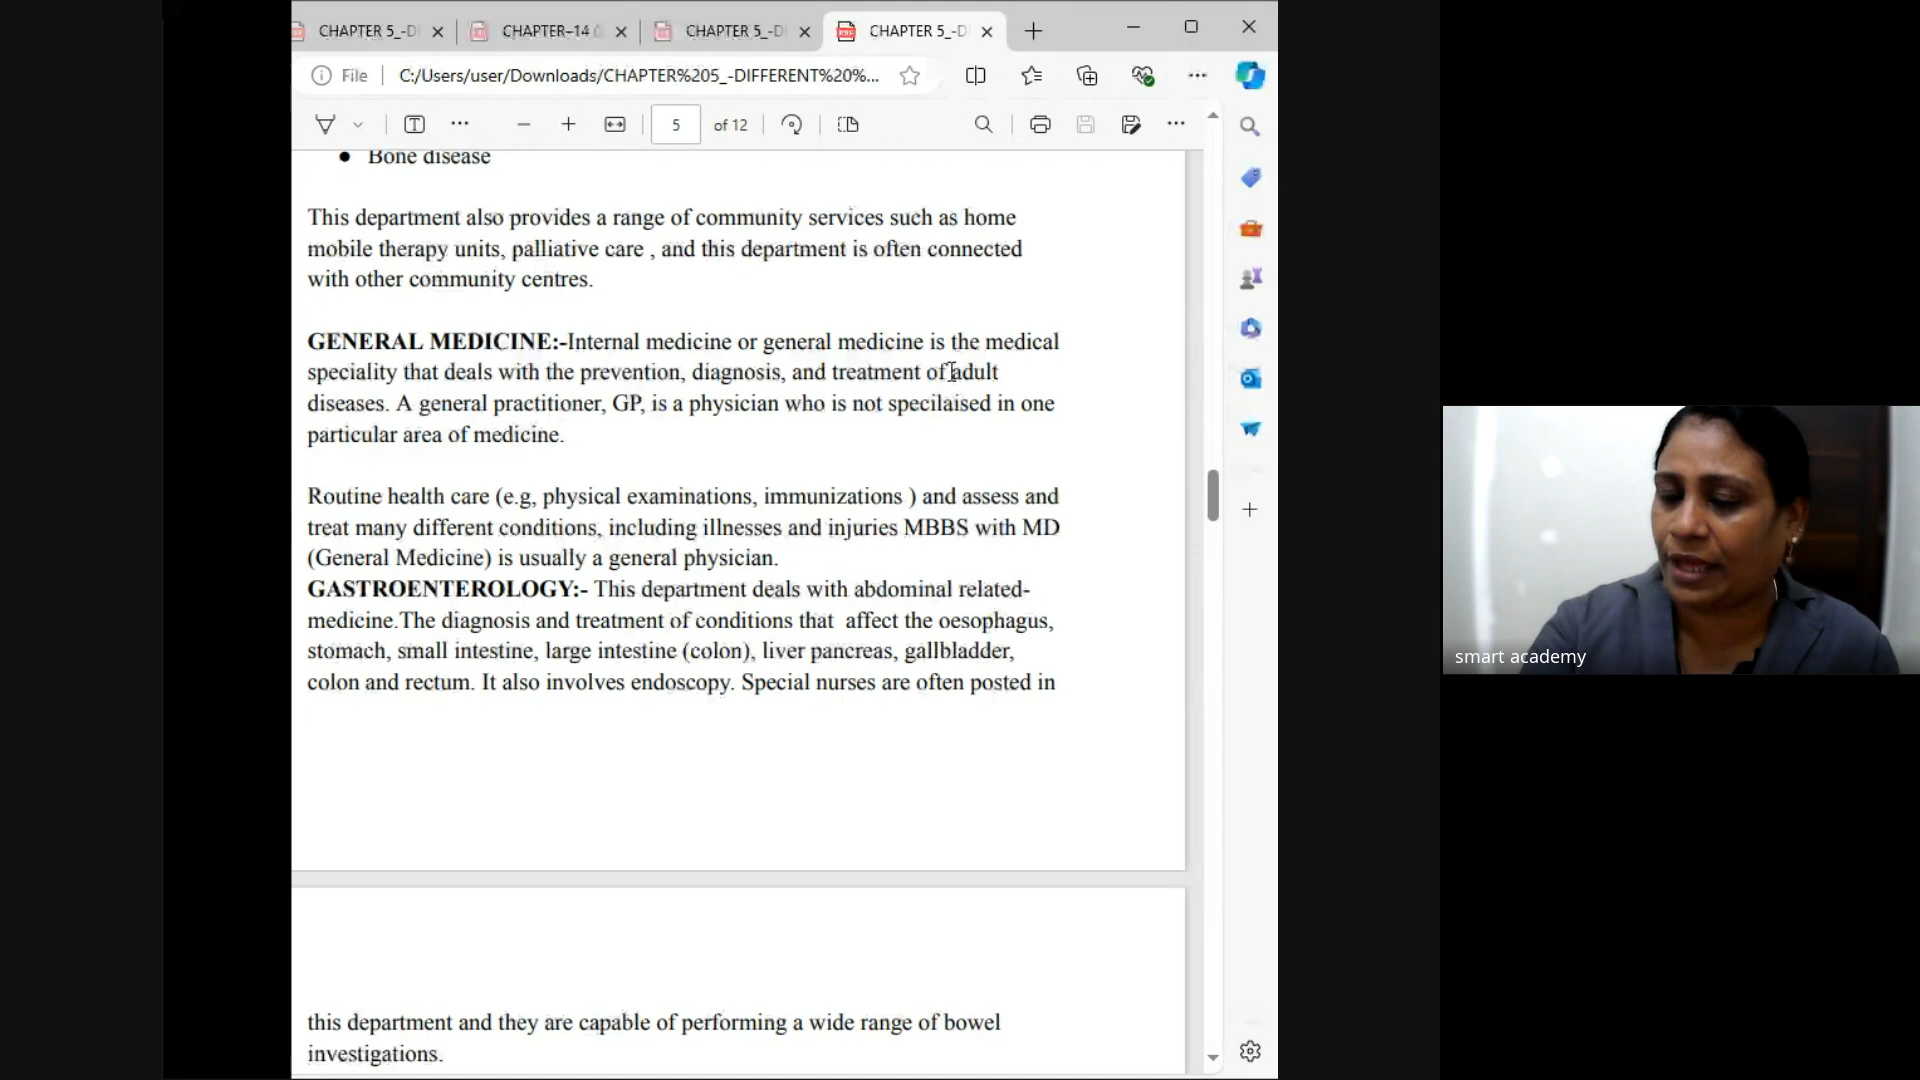 CHAPTER 5_-D
CHAPTER-14
CHAPTER 5_-D
CHAPTER 5_-D
File
C:/Users/user/Downloads/CHAPTER%205_-DIFFERENT%20%...
5 of 12
● Bone disease
This department also provides a range of community services such as home
mobile therapy units, palliative care , and this department is often connected
with other community centres.
GENERAL MEDICINE:-Internal medicine or general medicine is the medical
speciality that deals with the prevention, diagnosis, and treatment of adult
diseases. A general practitioner, GP, is a physician who is not specilaised in one
particular area of medicine.
Routine health care (e.g, physical examinations, immunizations ) and assess and
treat many different conditions, including illnesses and injuries MBBS with MD
(General Medicine) is usually a general physician.
GASTROENTEROLOGY:- This department deals with abdominal related-
medicine.The diagnosis and treatment of conditions that affect the oesophagus,
stomach, small intestine, large intestine (colon), liver pancreas, gallbladder,
colon and rectum. It also involves endoscopy. Special nurses are often posted in
this department and they are capable of performing a wide range of bowel
investigations.
smart academy